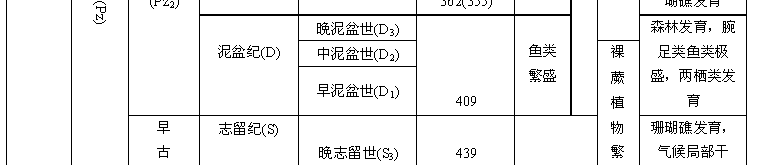 (Pz)
(Pz₂)
362(355)
珊瑚礁发育
泥盆纪(D)
晚泥盆世(D₃)
中泥盆世(D₂)
早泥盆世(D₁)
409
鱼类
繁盛
裸
蕨
植
物
繁
森林发育，腕
足类鱼类极
盛，两栖类发
育
早
古
志留纪(S)
晚志留世(S₃)
439
珊瑚礁发育，
气候局部干